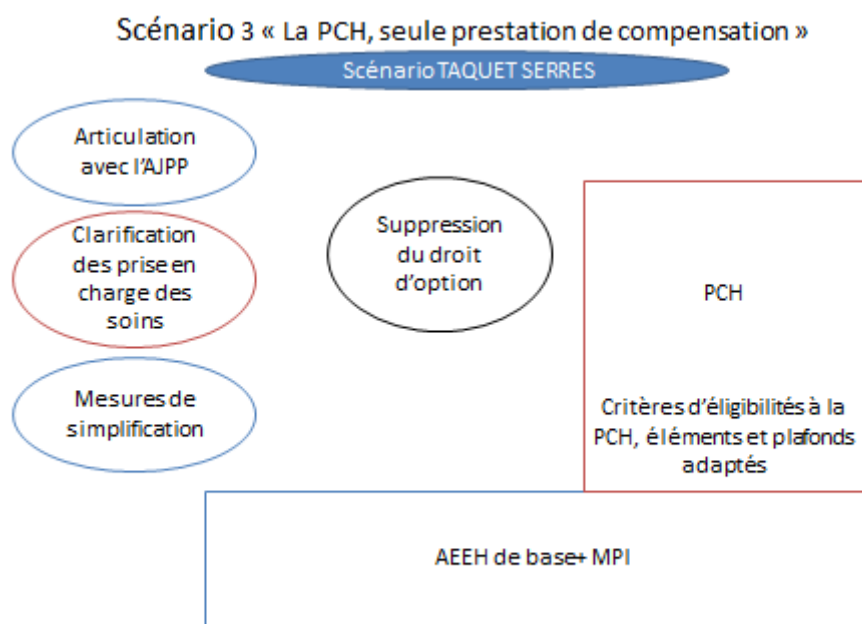 Scénario 3 « La PCH, seule prestation de compensation »
Scénario TAQUET SERRES
Articulation
avec l'AJPP
Clarification
des prise en
charge des
soins
Mesures de
simplification
Suppression
du droit
d'option
PCH
Critères d'éligibilités à la
PCH, éléments et plafonds
adaptés
AEEH de base+ MPI